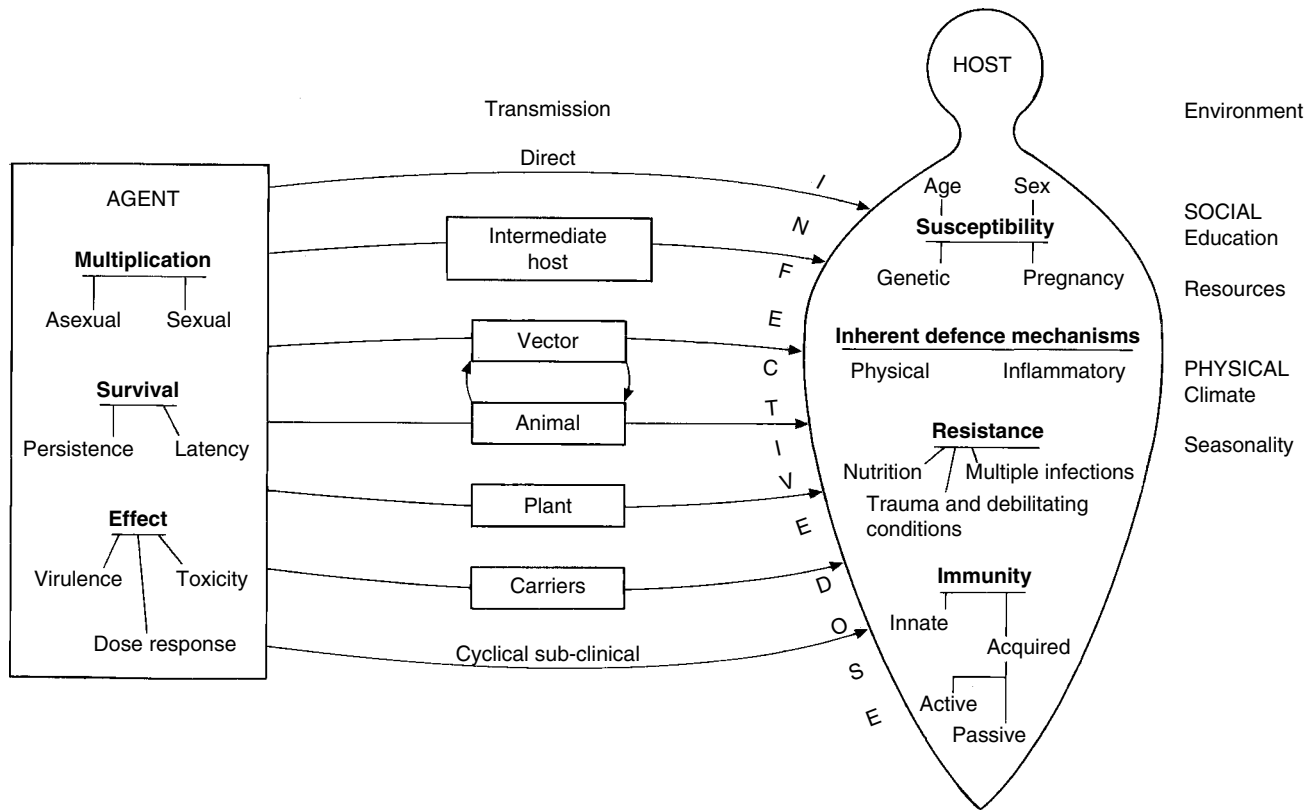 HOST
Transmission
Environment
Direct
AGENT
Multiplication
Asexual
Sexual
Survival
Persistence
Latency
Effect
Virulence
Toxicity
Dose response
Intermediate
host
Vector
Animal
Plant
Carriers
Cyclical sub-clinical
INFECTIVE DOSE
Age
Sex
Susceptibility
Genetic
Pregnancy
Inherent defence mechanisms
Physical
Inflammatory
Resistance
Nutrition
Multiple infections
Trauma and debilitating
conditions
Immunity
Innate
Acquired
Active
Passive
SOCIAL
Education
Resources
PHYSICAL
Climate
Seasonality